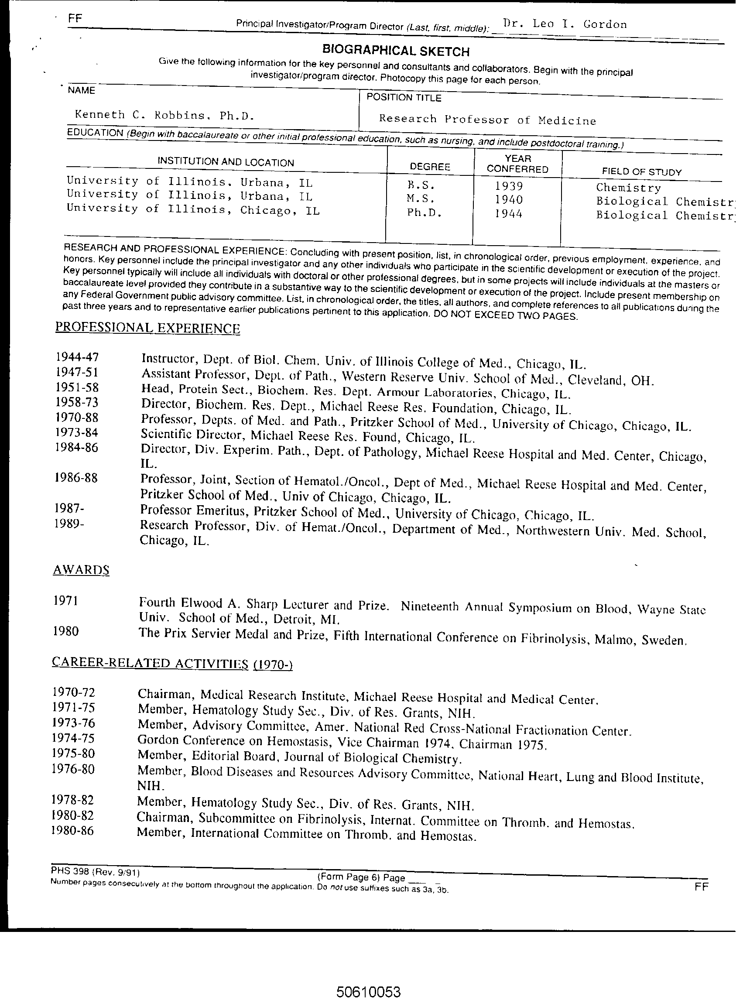 FF
Principal Investigator/Program Director (Last, first, middle): Dr. Leo I. Gordon
BIOGRAPHICAL SKETCH
Give the following information for the key personnel and consultants and collaborators. Begin with the principal
investigator/program director. Photocopy this page for each person.
NAME
POSITION TITLE
Kenneth C. Robbins, Ph.D.
Research Professor of Medicine
EDUCATION (Begin with baccalaureate or other initial professional education, such as nursing, and include postdoctoral training.)
INSTITUTION AND LOCATION DEGREE YEAR CONFERRED FIELD OF STUDY
University of Illinois, Urbana, IL B.S. 1939 Chemistry
University of Illinois, Urbana, IL M.S. 1940 Biological Chemistr
University of Illinois, Chicago, IL Ph.D. 1944 Biological Chemistr
RESEARCH AND PROFESSIONAL EXPERIENCE: Concluding with present position, list, in chronological order, previous employment, experience, and
honors. Key personnel include the principal investigator and any other individuals who participate in the scientific development or execution of the project.
Key personnel typically will include all individuals with doctoral or other professional degrees, but in some projects will include individuals at the masters or
baccalaureate level provided they contribute in a substantive way to the scientific development or execution of the project. Include present membership on
any Federal Government public advisory committee. List, in chronological order, the titles, all authors, and complete references to all publications during the
past three years and to representative earlier publications pertinent to this application. DO NOT EXCEED TWO PAGES.
PROFESSIONAL EXPERIENCE
1944-47 Instructor, Dept. of Biol. Chem. Univ. of Illinois College of Med., Chicago, IL.
1947-51 Assistant Professor, Dept. of Path., Western Reserve Univ. School of Med., Cleveland, OH.
1951-58 Head, Protein Sect., Biochem. Res. Dept. Armour Laboratories, Chicago, IL.
1958-73 Director, Biochem. Res. Dept., Michael Reese Res. Foundation, Chicago, IL.
1970-88 Professor, Depts. of Med. and Path., Pritzker School of Med., University of Chicago, Chicago, IL.
1973-84 Scientific Director, Michael Reese Res. Found, Chicago, IL.
1984-86 Director, Div. Experim. Path., Dept. of Pathology, Michael Reese Hospital and Med. Center, Chicago,
IL.
1986-88 Professor, Joint, Section of Hematol./Oncol., Dept of Med., Michael Reese Hospital and Med. Center,
Pritzker School of Med., Univ of Chicago, Chicago, IL.
1987- Professor Emeritus, Pritzker School of Med., University of Chicago, Chicago, IL.
1989- Research Professor, Div. of Hemat./Oncol., Department of Med., Northwestern Univ. Med. School,
Chicago, IL.
AWARDS
1971 Fourth Elwood A. Sharp Lecturer and Prize. Nineteenth Annual Symposium on Blood, Wayne State
Univ. School of Med., Detroit, MI.
1980 The Prix Servier Medal and Prize, Fifth International Conference on Fibrinolysis, Malmo, Sweden.
CAREER-RELATED ACTIVITIES (1970-)
1970-72 Chairman, Medical Research Institute, Michael Reese Hospital and Medical Center.
1971-75 Member, Hematology Study Sec., Div. of Res. Grants, NIH.
1973-76 Member, Advisory Committee, Amer. National Red Cross-National Fractionation Center.
1974-75 Gordon Conference on Hemostasis, Vice Chairman 1974, Chairman 1975.
1975-80 Member, Editorial Board, Journal of Biological Chemistry.
1976-80 Member, Blood Diseases and Resources Advisory Committee, National Heart, Lung and Blood Institute,
NIH.
1978-82 Member, Hematology Study Sec., Div. of Res. Grants, NIH.
1980-82 Chairman, Subcommittee on Fibrinolysis, Internat. Committee on Thromb. and Hemostas.
1980-86 Member, International Committee on Thromb. and Hemostas.
PHS 398 (Rev. 9/91) (Form Page 6) Page
Number pages consecutively at the bottom throughout the application. Do not use suffixes such as 3a, 3b.
FF
50610053